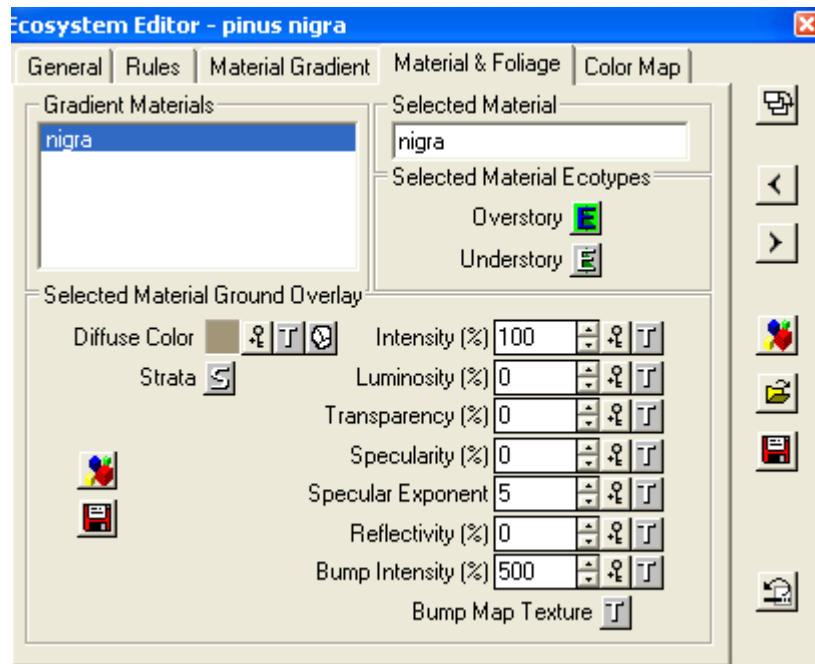 Ecosystem Editor - pinus nigra
General Rules Material Gradient Material & Foliage Color Map
Gradient Materials
nigra
Selected Material
nigra
Selected Material Ecotypes
Overstory E
Understory E
Selected Material Ground Overlay
Diffuse Color T
Strata S
Intensity (%) 100 T
Luminosity (%) 0 T
Transparency (%) 0 T
Specularity (%) 0 T
Specular Exponent 5 T
Reflectivity (%) 0 T
Bump Intensity (%) 500 T
Bump Map Texture T